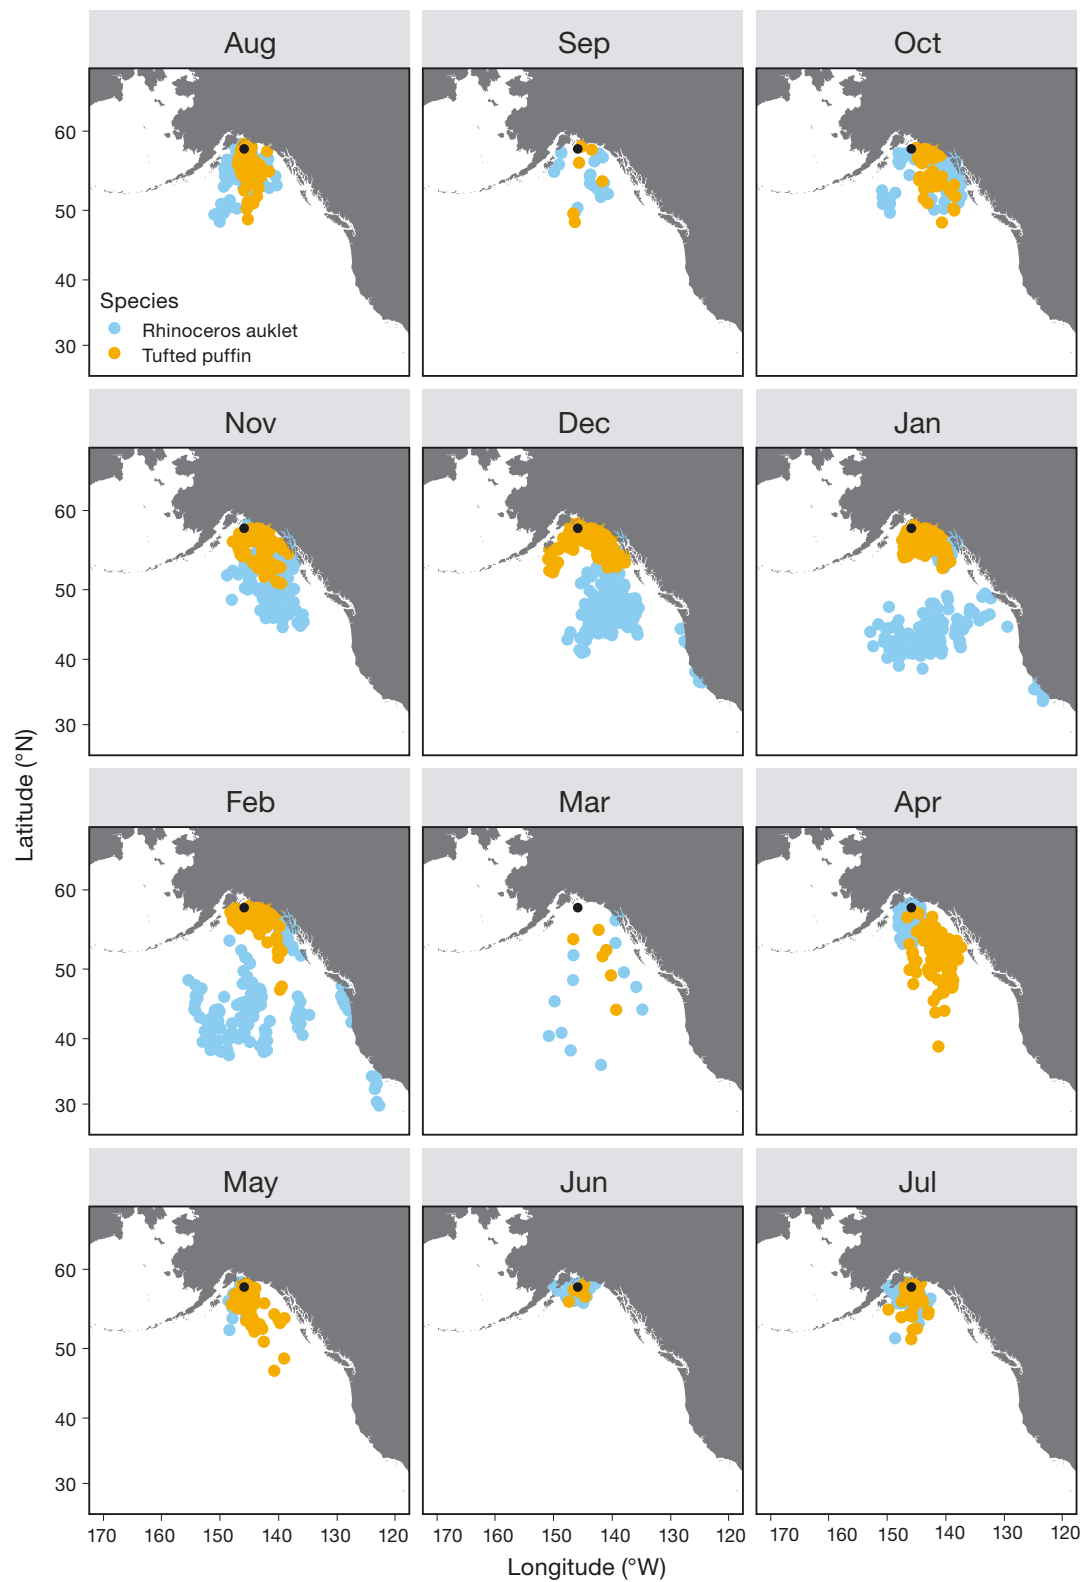 Aug Sep Oct
60
50
40
30
Species
Rhinoceros auklet
Tufted puffin
Nov Dec Jan
60
50
40
30
Latitude (°N)
Feb Mar Apr
60
50
40
30
May Jun Jul
60
50
40
30
170 160 150 140 130 120 170 160 150 140 130 120 170 160 150 140 130 120
Longitude (°W)